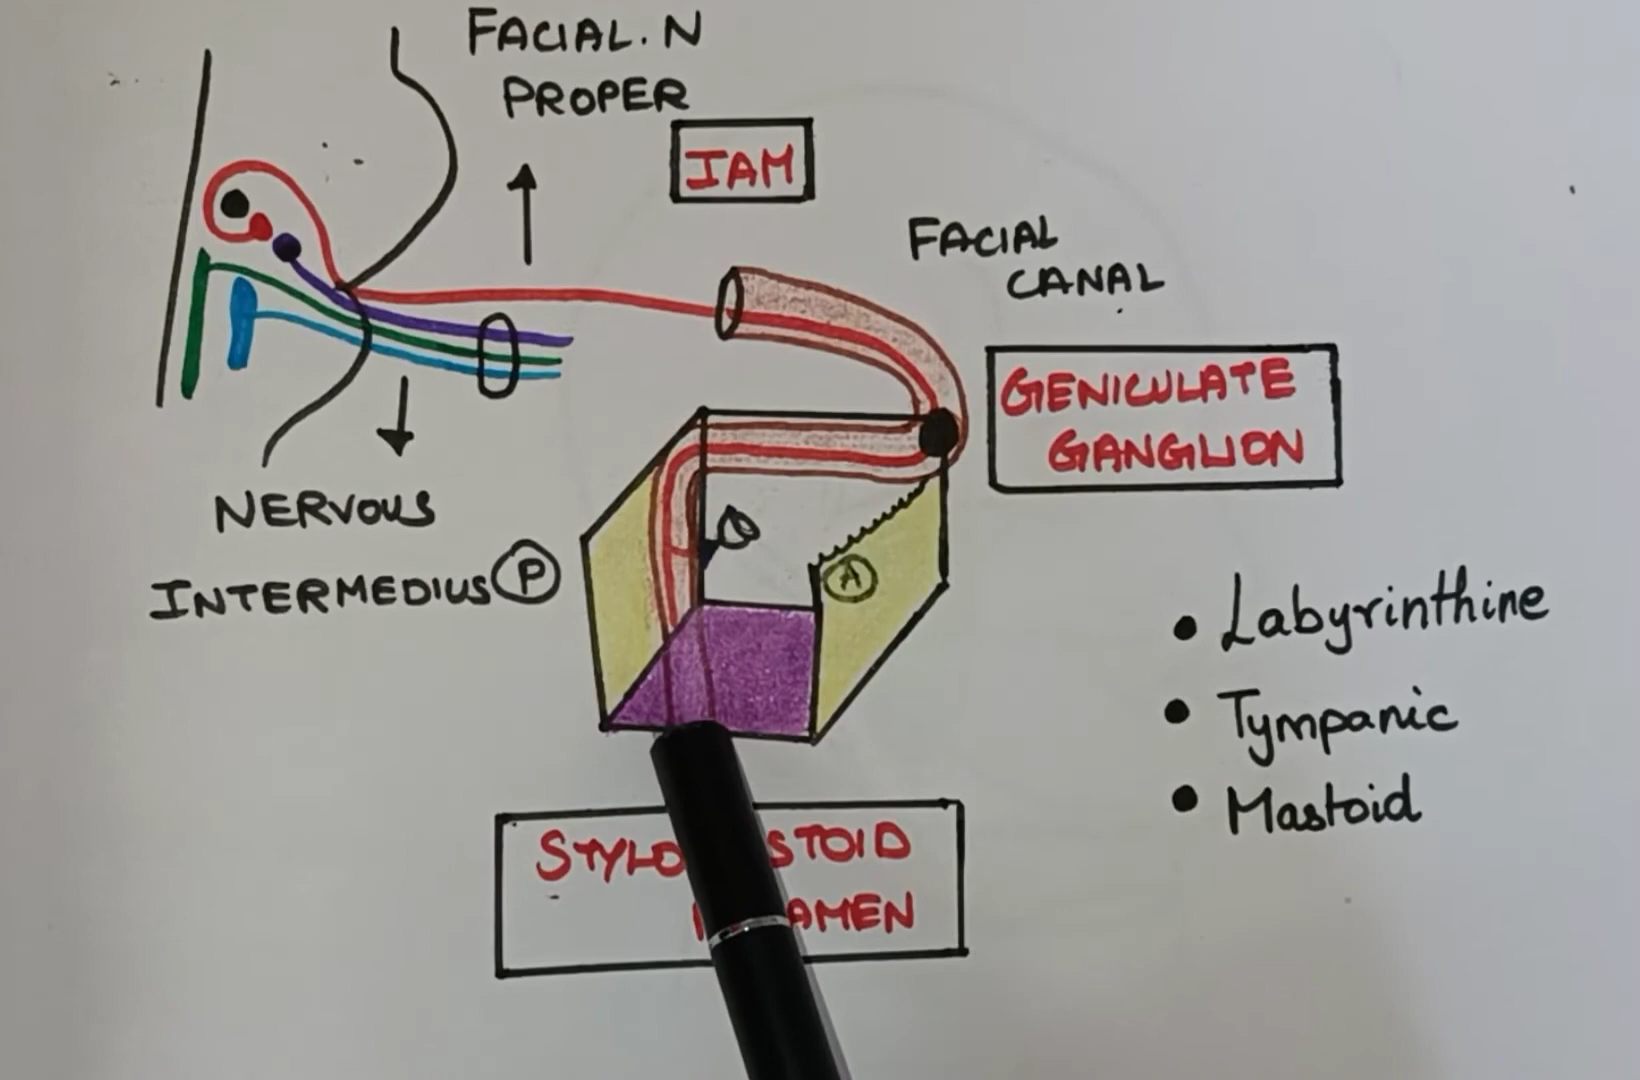 FACIAL. N
PROPER
IAM
FACIAL
CANAL
GENICULATE
GANGLION
NERVOUS
INTERMEDIUS
P
A
• Labyrinthine
• Tympanic
• Mastoid